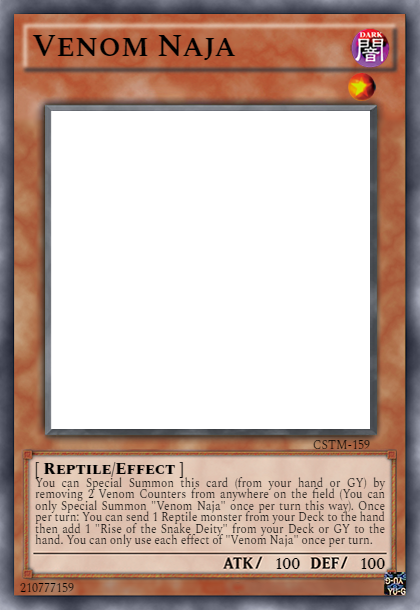 VENOM NAJA
DARK
闇
CSTM-159
[ REPTILE/EFFECT ]
You can Special Summon this card (from your hand or GY) by
removing 2 Venom Counters from anywhere on the field (You can
only Special Summon "Venom Naja" once per turn this way). Once
per turn: You can send 1 Reptile monster from your Deck to the hand
then add 1 "Rise of the Snake Deity" from your Deck or GY to the
hand. You can only use each effect of "Venom Naja" once per turn.
ATK/ 100 DEF/ 100
210777159